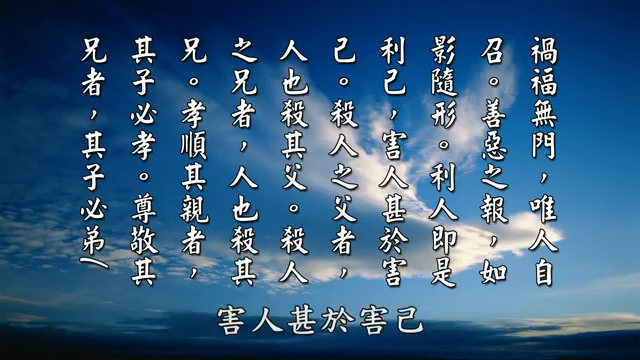 禍福無門，唯人自
召。善惡之報，如
影隨形。利人即是
利己，害人甚於害
己。殺人之父者，
人也殺其父。殺人
之兄者，人也殺其
兄。孝順其親者，
其子必孝。尊敬其
兄者，其子必弟/
害人甚於害己